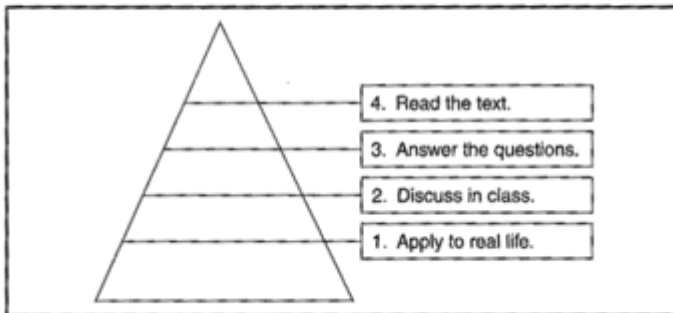 4. Read the text.
3. Answer the questions.
2. Discuss in class.
1. Apply to real life.